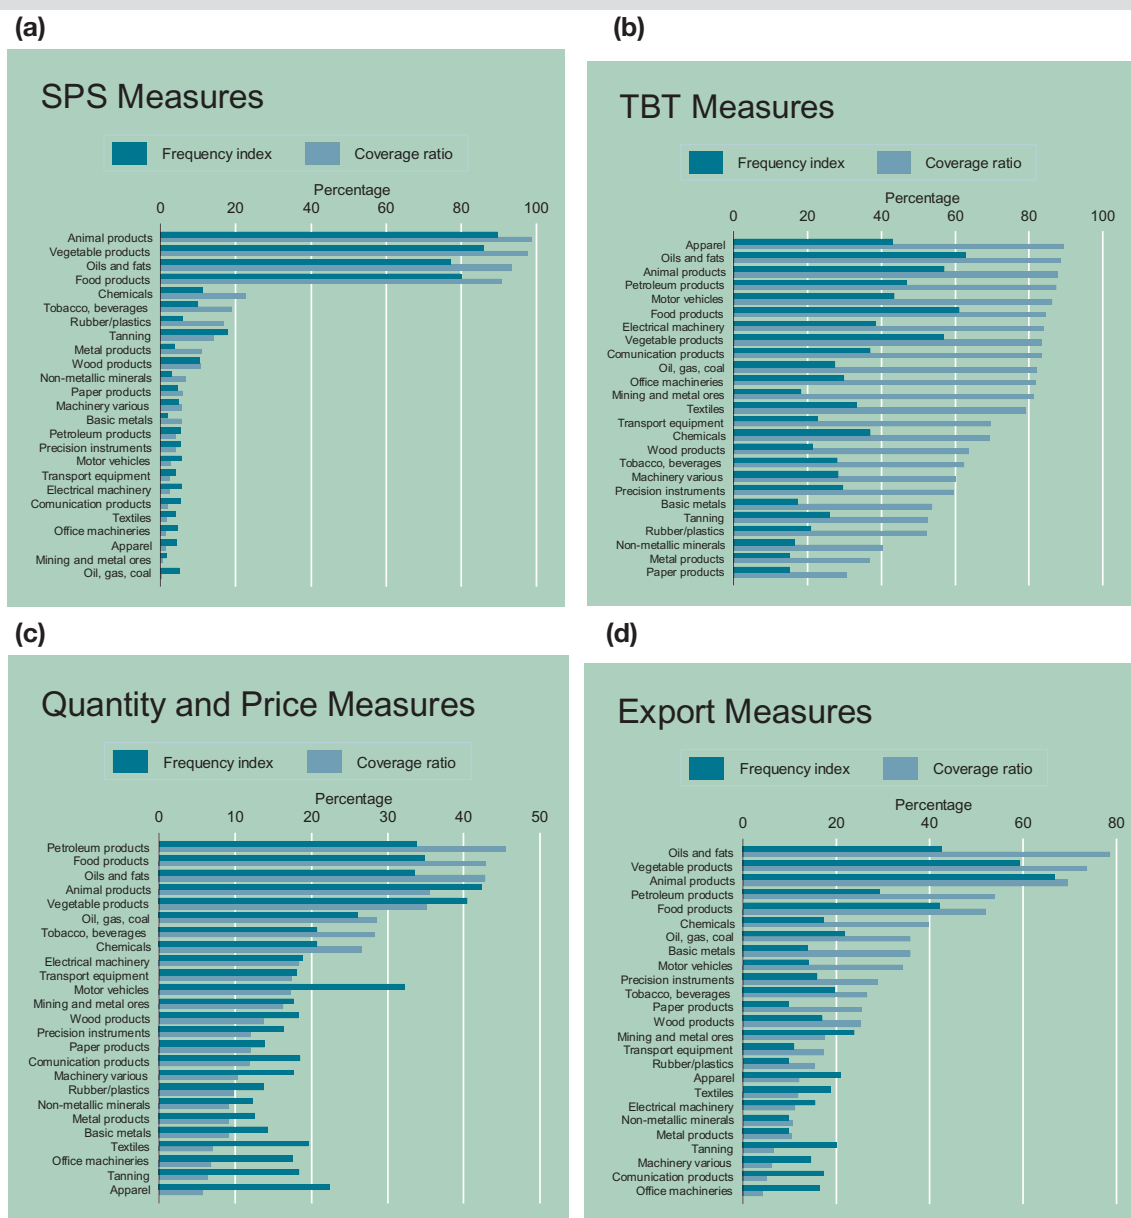 (a)
SPS Measures
Frequency index Coverage ratio
Percentage
0 20 40 60 80 100
Animal products
Vegetable products
Oils and fats
Food products
Chemicals
Tobacco, beverages
Rubber/plastics
Tanning
Metal products
Wood products
Non-metallic minerals
Paper products
Machinery various
Basic metals
Petroleum products
Precision instruments
Motor vehicles
Transport equipment
Electrical machinery
Comunication products
Textiles
Office machineries
Apparel
Mining and metal ores
Oil, gas, coal
(b)
TBT Measures
Frequency index Coverage ratio
Percentage
0 20 40 60 80 100
Apparel
Oils and fats
Animal products
Petroleum products
Motor vehicles
Food products
Electrical machinery
Vegetable products
Comunication products
Oil, gas, coal
Office machineries
Mining and metal ores
Textiles
Transport equipment
Chemicals
Wood products
Tobacco, beverages
Machinery various
Precision instruments
Basic metals
Tanning
Rubber/plastics
Non-metallic minerals
Metal products
Paper products
(c)
Quantity and Price Measures
Frequency index Coverage ratio
Percentage
0 10 20 30 40 50
Petroleum products
Food products
Oils and fats
Animal products
Vegetable products
Oil, gas, coal
Tobacco, beverages
Chemicals
Electrical machinery
Transport equipment
Motor vehicles
Mining and metal ores
Wood products
Precision instruments
Paper products
Comunication products
Machinery various
Rubber/plastics
Non-metallic minerals
Metal products
Basic metals
Textiles
Office machineries
Tanning
Apparel
(d)
Export Measures
Frequency index Coverage ratio
Percentage
0 20 40 60 80
Oils and fats
Vegetable products
Animal products
Petroleum products
Food products
Chemicals
Oil, gas, coal
Basic metals
Motor vehicles
Precision instruments
Tobacco, beverages
Paper products
Wood products
Mining and metal ores
Transport equipment
Rubber/plastics
Apparel
Textiles
Electrical machinery
Non-metallic minerals
Metal products
Tanning
Machinery various
Comunication products
Office machineries